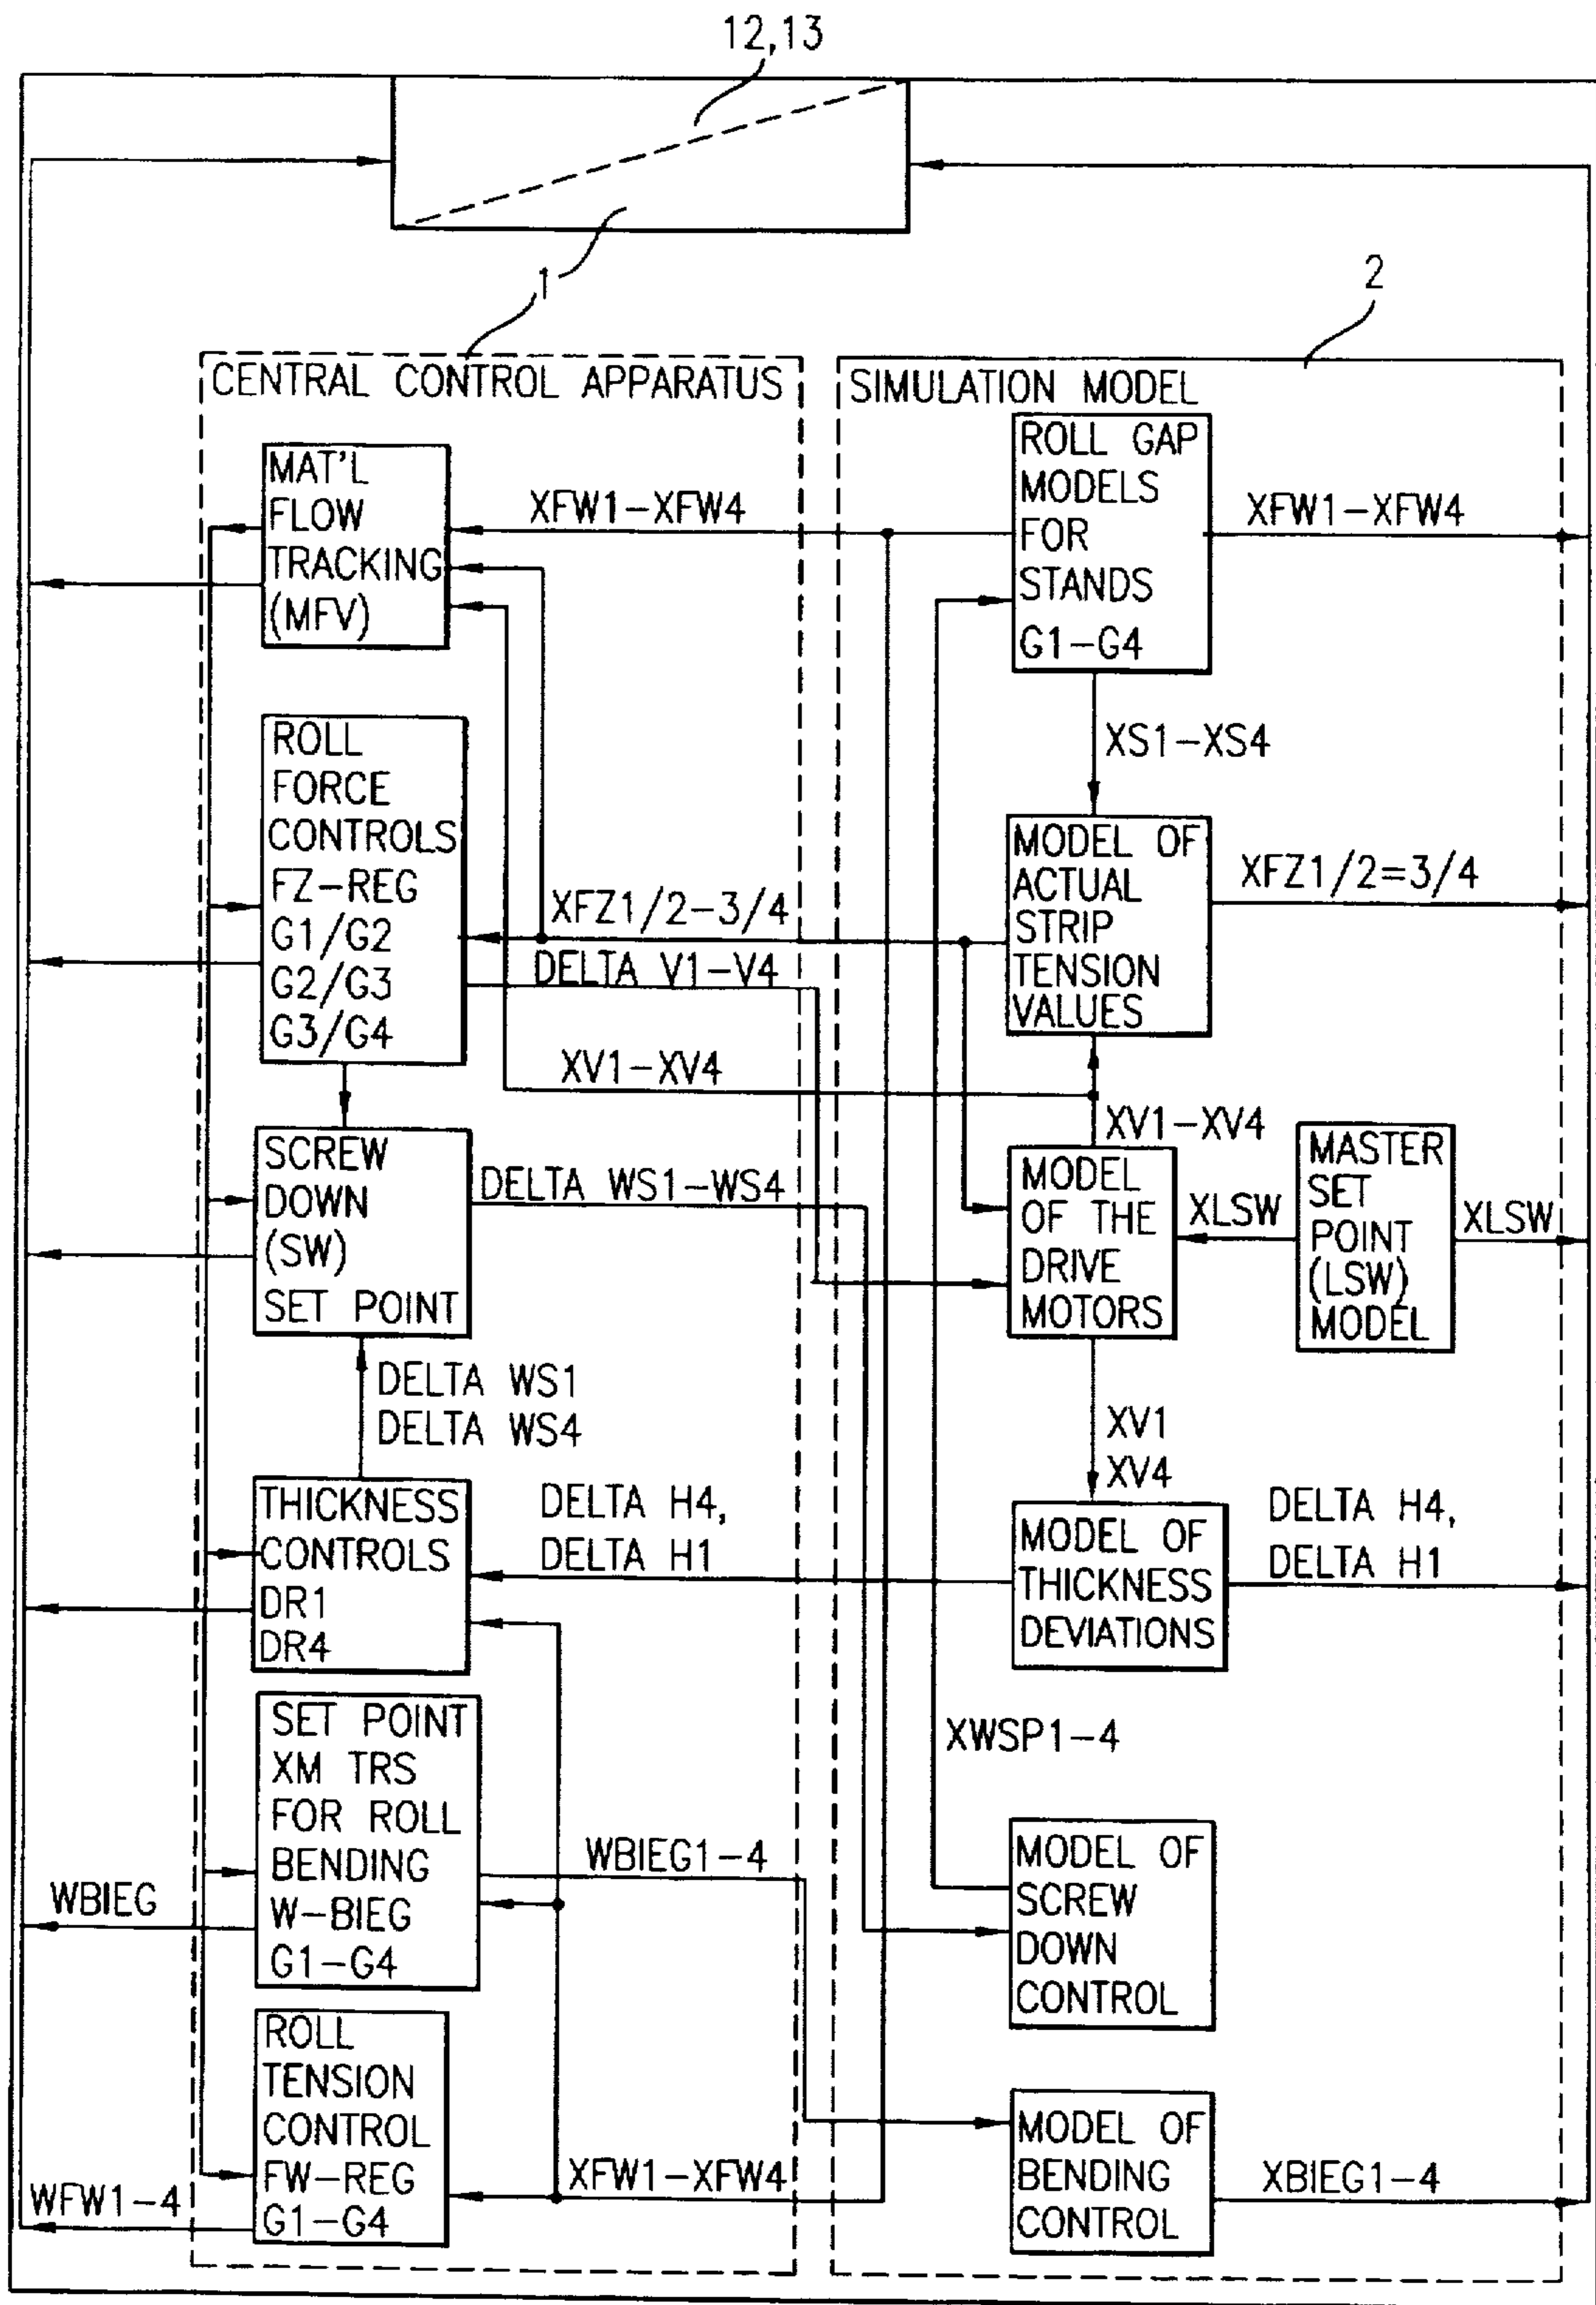 12,13
1
2
CENTRAL CONTROL APPARATUS
MAT'L
FLOW
TRACKING
(MFV)
ROLL
FORCE
CONTROLS
FZ-REG
G1/G2
G2/G3
G3/G4
SCREW
DOWN
(SW)
SET POINT
DELTA WS1
DELTA WS4
THICKNESS
CONTROLS
DR1
DR4
SET POINT
XM TRS
FOR ROLL
BENDING
W-BIEG
G1-G4
ROLL
TENSION
CONTROL
FW-REG
G1-G4
WBIEG
WFW1-4
XFW1-XFW4
XFZ1/2-3/4
DELTA V1-V4
XV1-XV4
DELTA WS1-WS4
DELTA H4,
DELTA H1
WBIEG1-4
XFW1-XFW4
SIMULATION MODEL
ROLL GAP
MODELS
FOR
STANDS
G1-G4
XFW1-XFW4
XS1-XS4
MODEL OF
ACTUAL
STRIP
TENSION
VALUES
XFZ1/2=3/4
XV1-XV4
MODEL
OF THE
DRIVE
MOTORS
XLSW
MASTER
SET
POINT
(LSW)
MODEL
XLSW
XV1
XV4
MODEL OF
THICKNESS
DEVIATIONS
DELTA H4,
DELTA H1
XWSP1-4
MODEL OF
SCREW
DOWN
CONTROL
MODEL OF
BENDING
CONTROL
XBIEG1-4